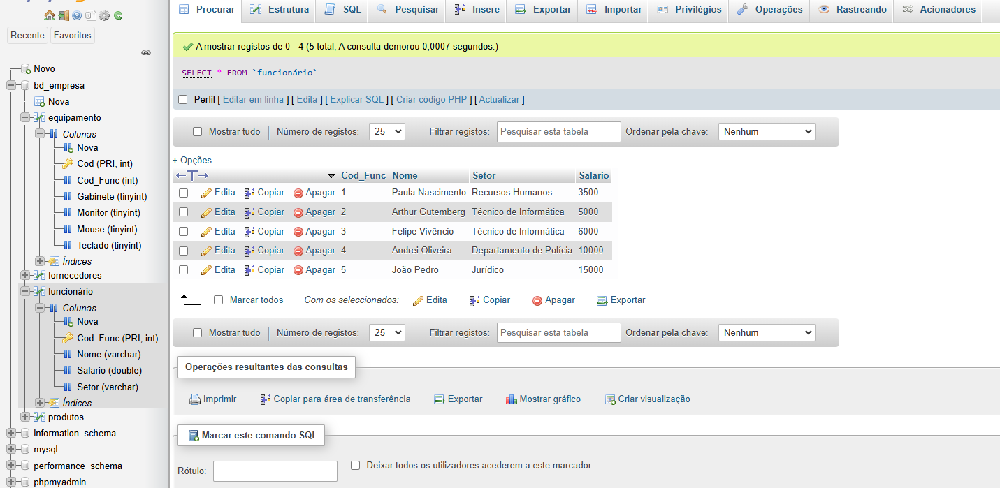 Recente Favoritos
Novo
bd_empresa
Nova
equipamento
Colunas
Nova
Cod (PRI, int)
Cod_Func (int)
Gabinete (tinyint)
Monitor (tinyint)
Mouse (tinyint)
Teclado (tinyint)
Índices
fornecedores
funcionário
Colunas
Nova
Cod_Func (PRI, int)
Nome (varchar)
Salario (double)
Setor (varchar)
Índices
produtos
information_schema
mysql
performance_schema
phpmyadmin
Procurar Estrutura SQL Pesquisar Insere Exportar Importar Privilégios Operações Rastreando Acionadores
A mostrar registos de 0 - 4 (5 total, A consulta demorou 0,0007 segundos.)
SELECT * FROM `funcionário`
Perfil [ Editar em linha ] [ Edita ] [ Explicar SQL ] [ Criar código PHP ] [ Actualizar ]
Mostrar tudo Número de registos: 25 Filtrar registos: Pesquisar esta tabela Ordenar pela chave: Nenhum
+ Opções
←T→ Cod_Func Nome Setor Salario
Edita Copiar Apagar 1 Paula Nascimento Recursos Humanos 3500
Edita Copiar Apagar 2 Arthur Gutemberg Técnico de Informática 5000
Edita Copiar Apagar 3 Felipe Vivêncio Técnico de Informática 6000
Edita Copiar Apagar 4 Andrei Oliveira Departamento de Polícia 10000
Edita Copiar Apagar 5 João Pedro Jurídico 15000
Marcar todos Com os seleccionados: Edita Copiar Apagar Exportar
Mostrar tudo Número de registos: 25 Filtrar registos: Pesquisar esta tabela Ordenar pela chave: Nenhum
Operações resultantes das consultas
Imprimir Copiar para área de transferência Exportar Mostrar gráfico Criar visualização
Marcar este comando SQL
Rótulo: Deixar todos os utilizadores acederem a este marcador